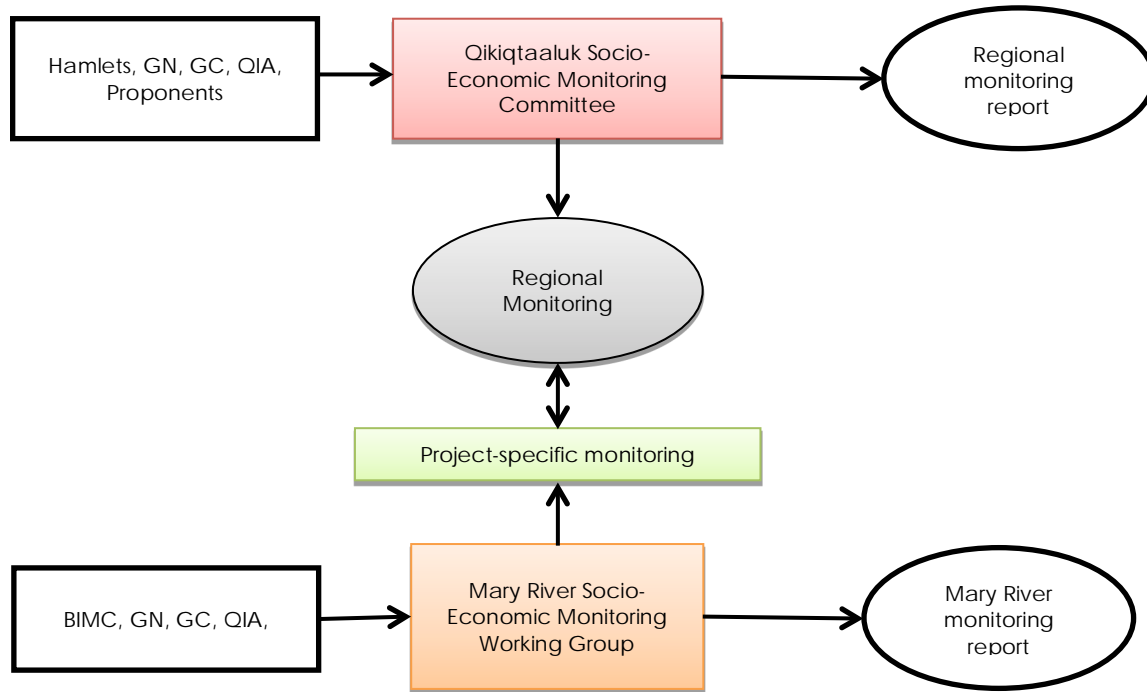 Hamlets, GN, GC, QIA,
Proponents
Qikiqtaaluk Socio-
Economic Monitoring
Committee
Regional
monitoring
report
Regional
Monitoring
Project-specific monitoring
BIMC, GN, GC, QIA,
Mary River Socio-
Economic Monitoring
Working Group
Mary River
monitoring
report